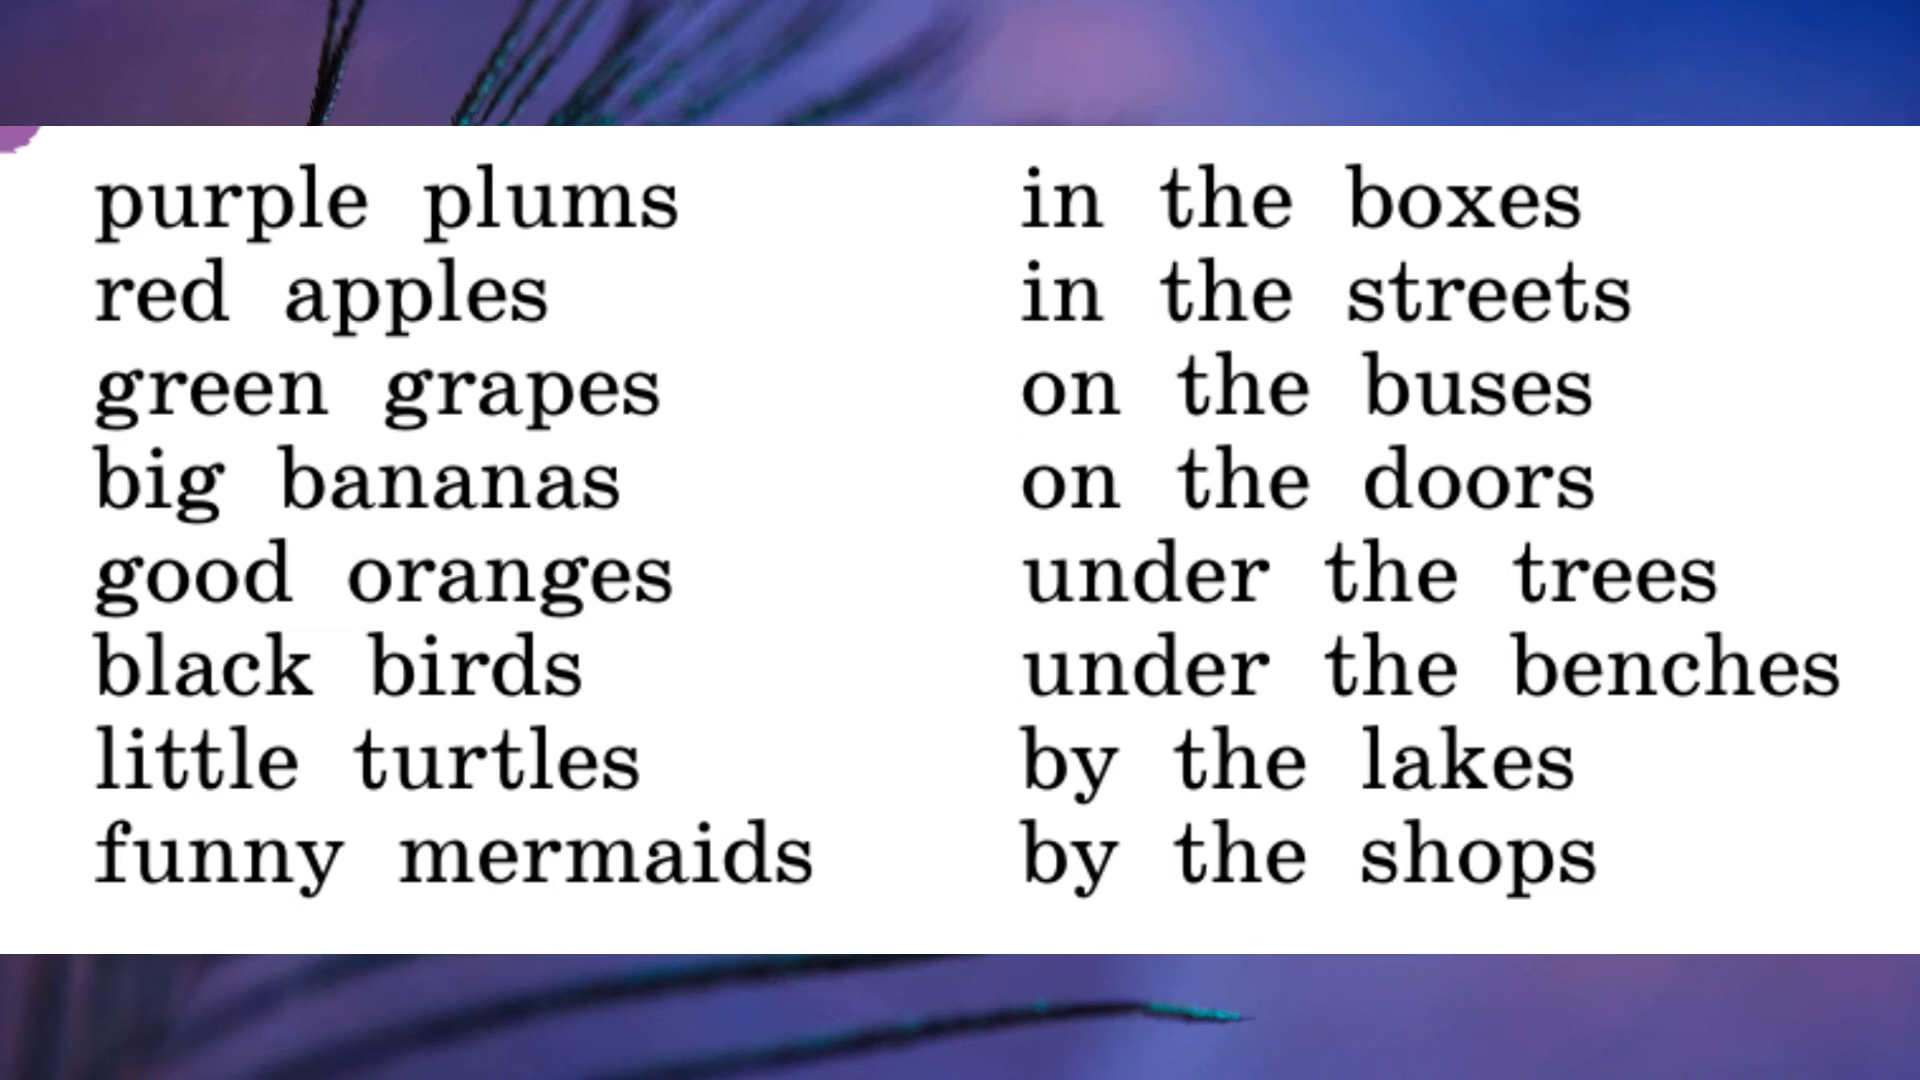 purple plums
red apples
green grapes
big bananas
good oranges
black birds
little turtles
funny mermaids
in the boxes
in the streets
on the buses
on the doors
under the trees
under the benches
by the lakes
by the shops